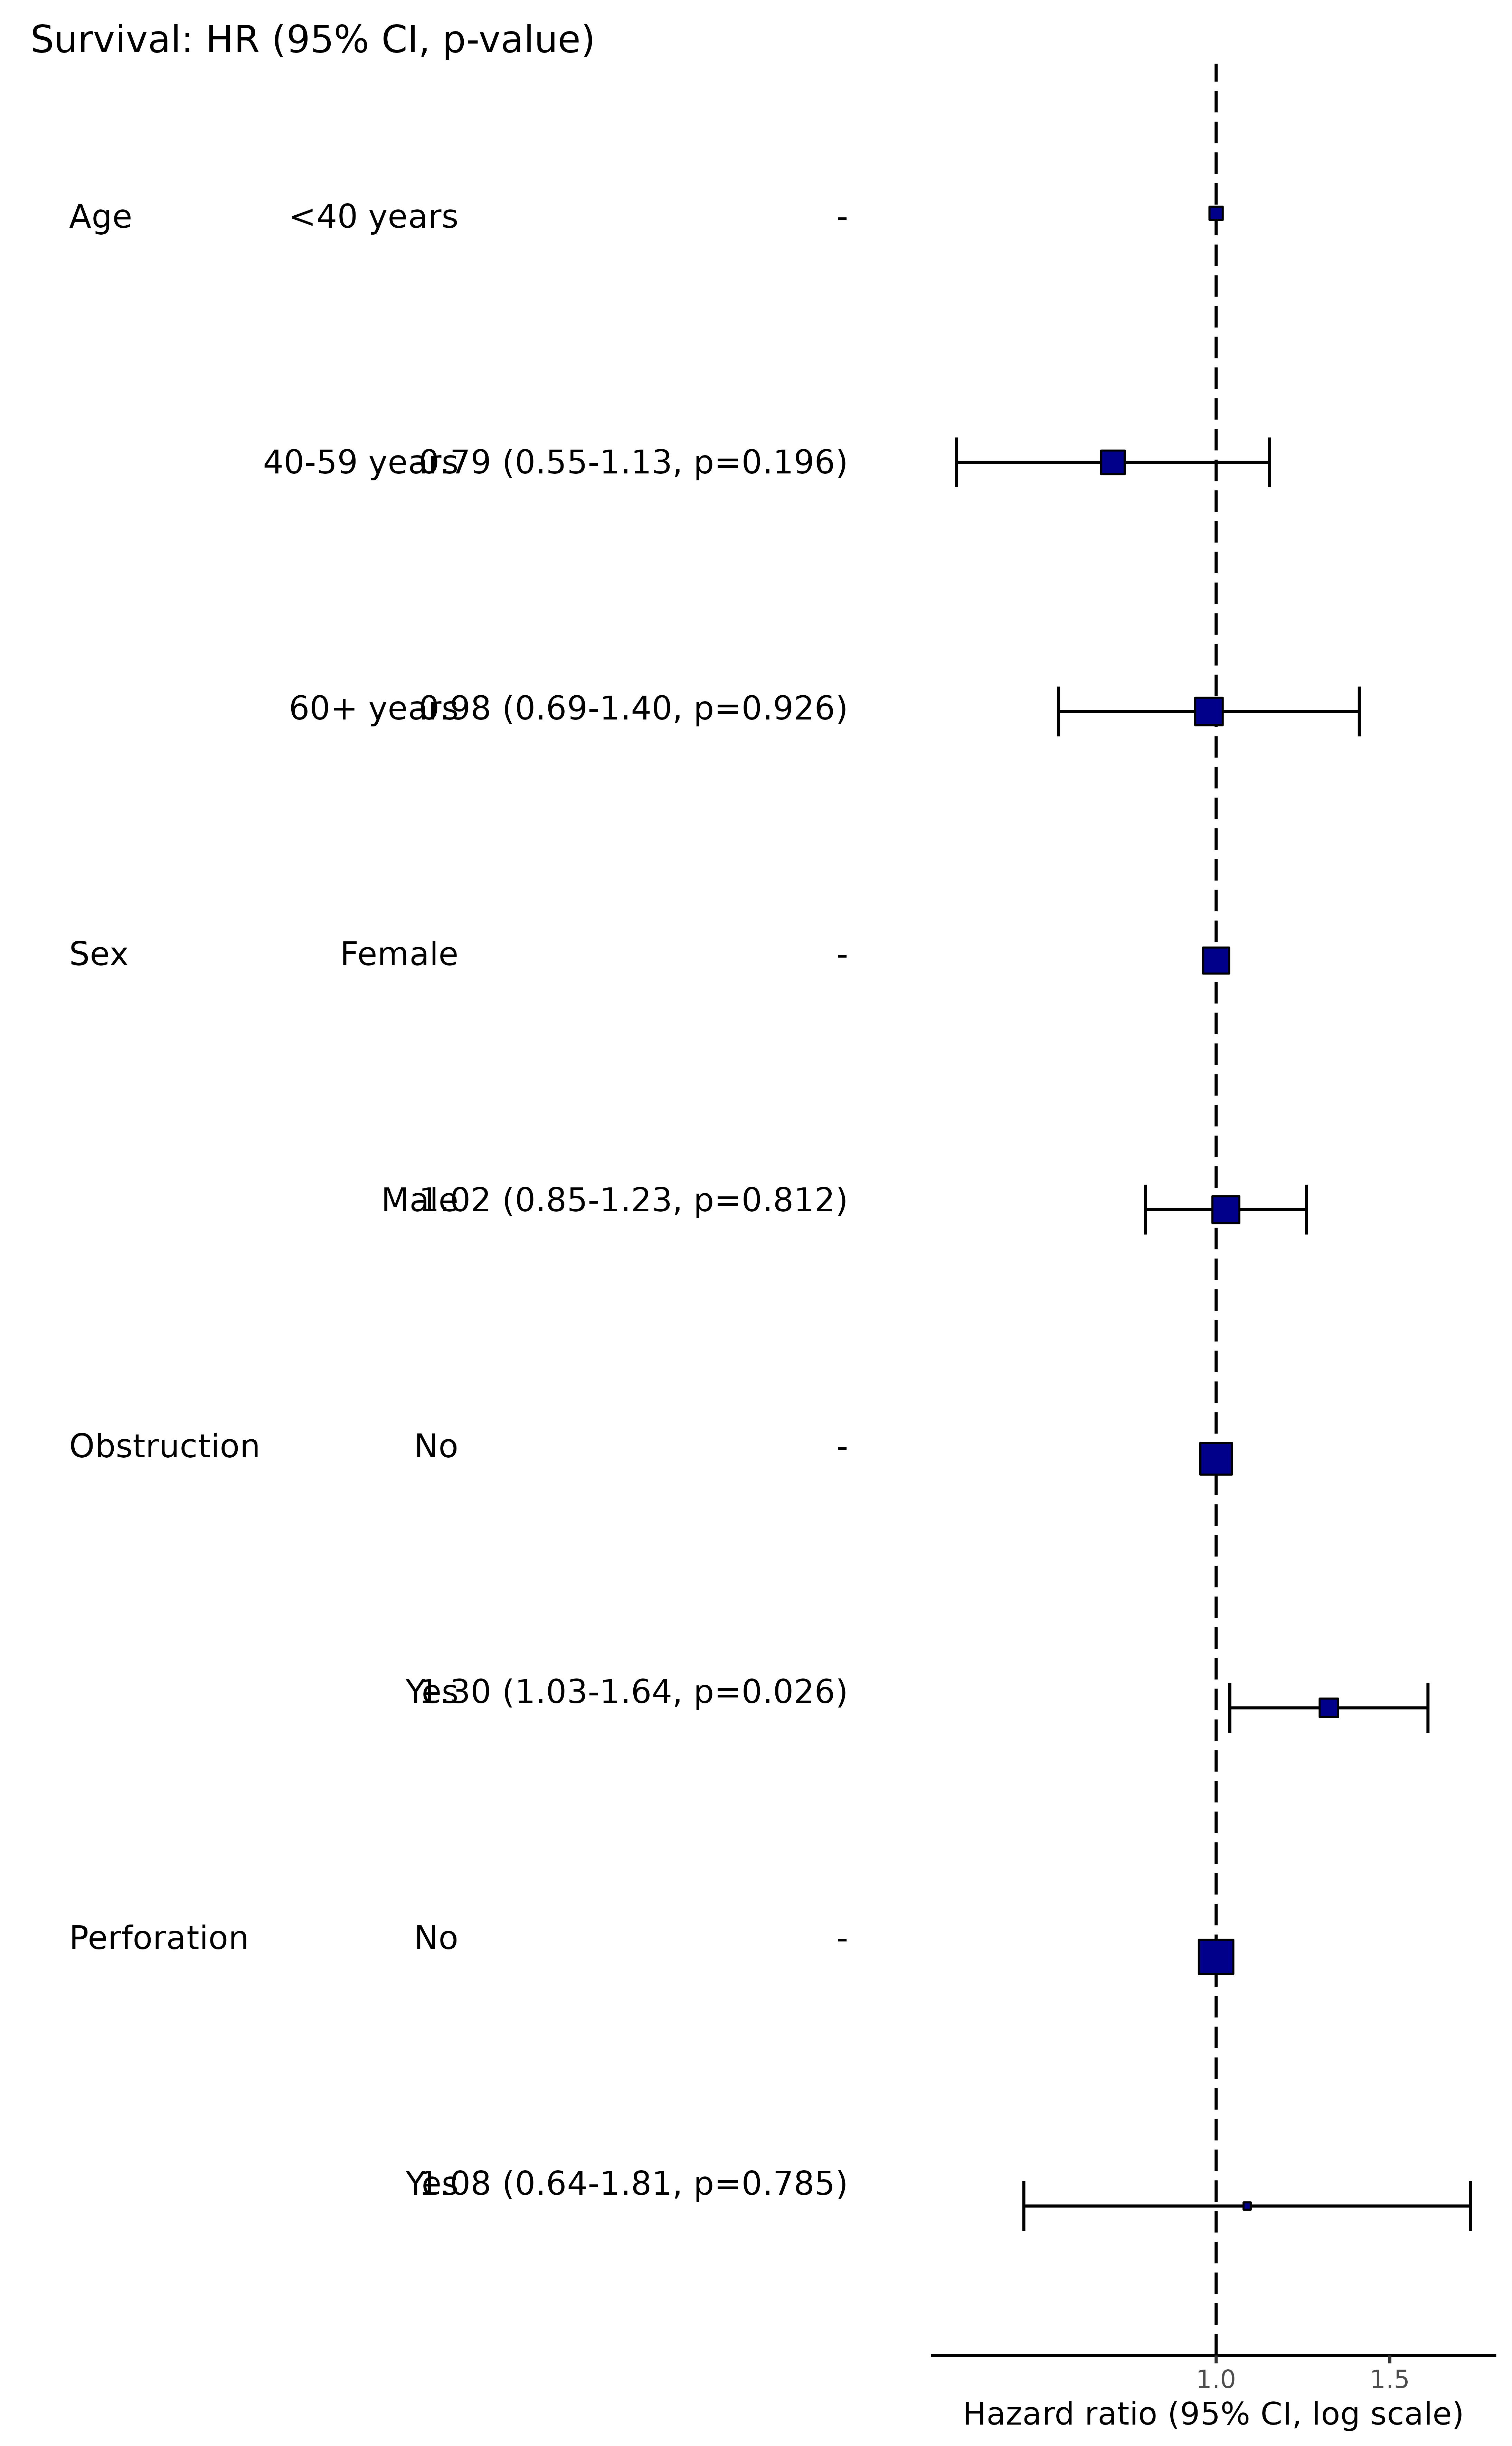 Survival: HR (95% CI, p-value)
Age <40 years -
40-59 years 0.79 (0.55-1.13, p=0.196)
60+ years 0.98 (0.69-1.40, p=0.926)
Sex Female -
Male 1.02 (0.85-1.23, p=0.812)
Obstruction No -
Yes 1.30 (1.03-1.64, p=0.026)
Perforation No -
Yes 1.08 (0.64-1.81, p=0.785)
1.0 1.5
Hazard ratio (95% CI, log scale)